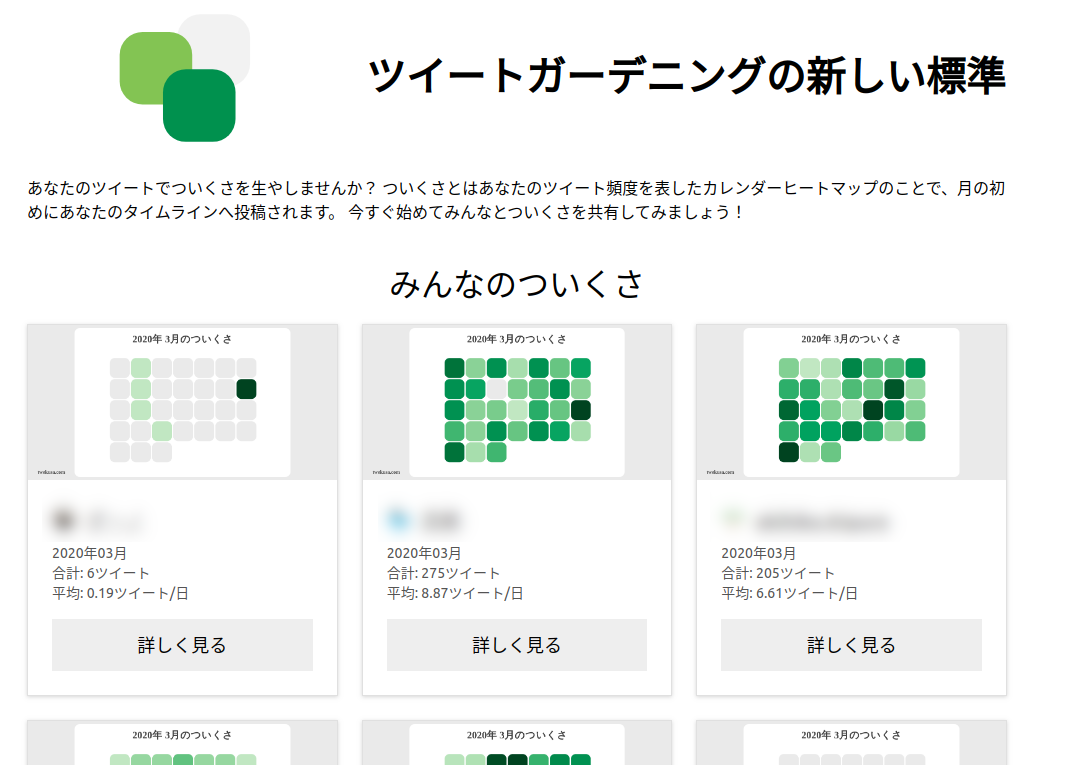 ツイートガーデニングの新しい標準
あなたのツイートでついくさを生やしませんか？ ついくさとはあなたのツイート頻度を表したカレンダーヒートマップのことで、月の初
めにあなたのタイムラインへ投稿されます。 今すぐ始めてみんなとついくさを共有してみましょう！
みんなのついくさ
2020年 3月のついくさ
twikusa.com
2020年03月
合計: 6ツイート
平均: 0.19ツイート/日
詳しく見る
2020年 3月のついくさ
twikusa.com
2020年03月
合計: 275ツイート
平均: 8.87ツイート/日
詳しく見る
2020年 3月のついくさ
twikusa.com
2020年03月
合計: 205ツイート
平均: 6.61ツイート/日
詳しく見る
2020年 3月のついくさ
2020年 3月のついくさ
2020年 3月のついくさ